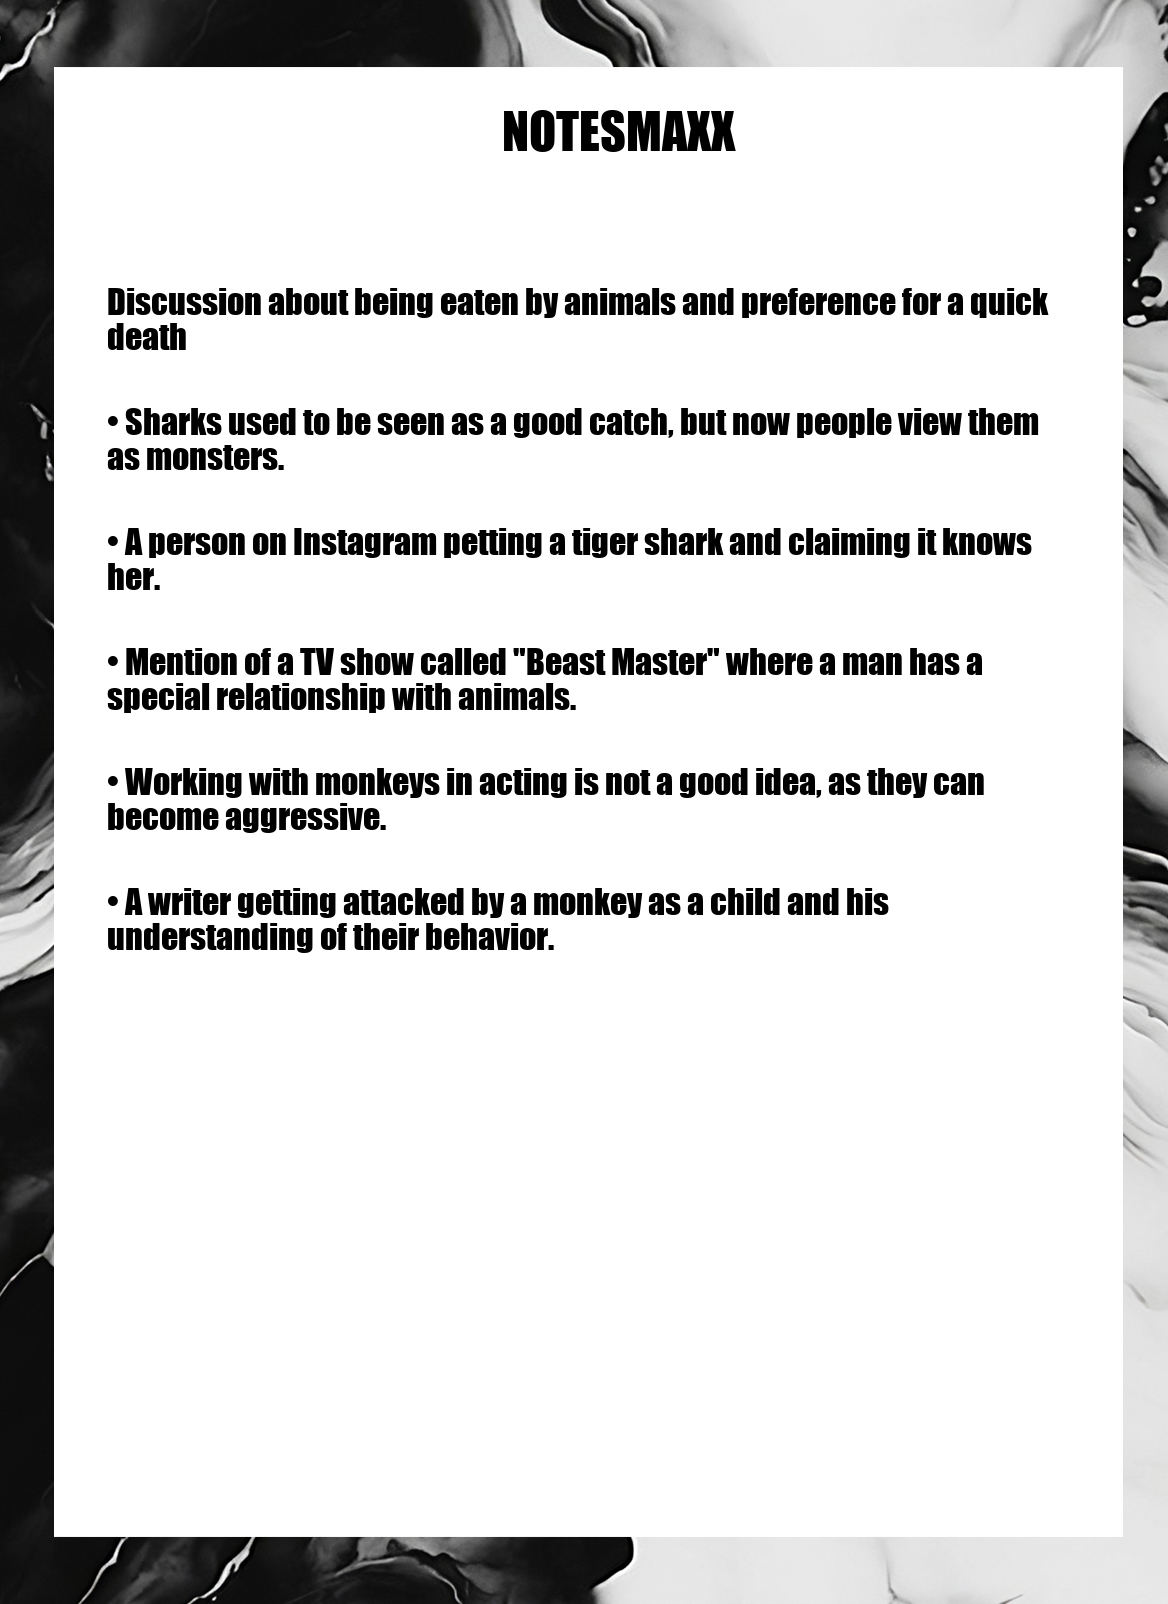 NOTESMAXX
Discussion about being eaten by animals and preference for a quick
death
• Sharks used to be seen as a good catch, but now people view them
as monsters.
• A person on Instagram petting a tiger shark and claiming it knows
her.
• Mention of a TV show called "Beast Master" where a man has a
special relationship with animals.
• Working with monkeys in acting is not a good idea, as they can
become aggressive.
• A writer getting attacked by a monkey as a child and his
understanding of their behavior.